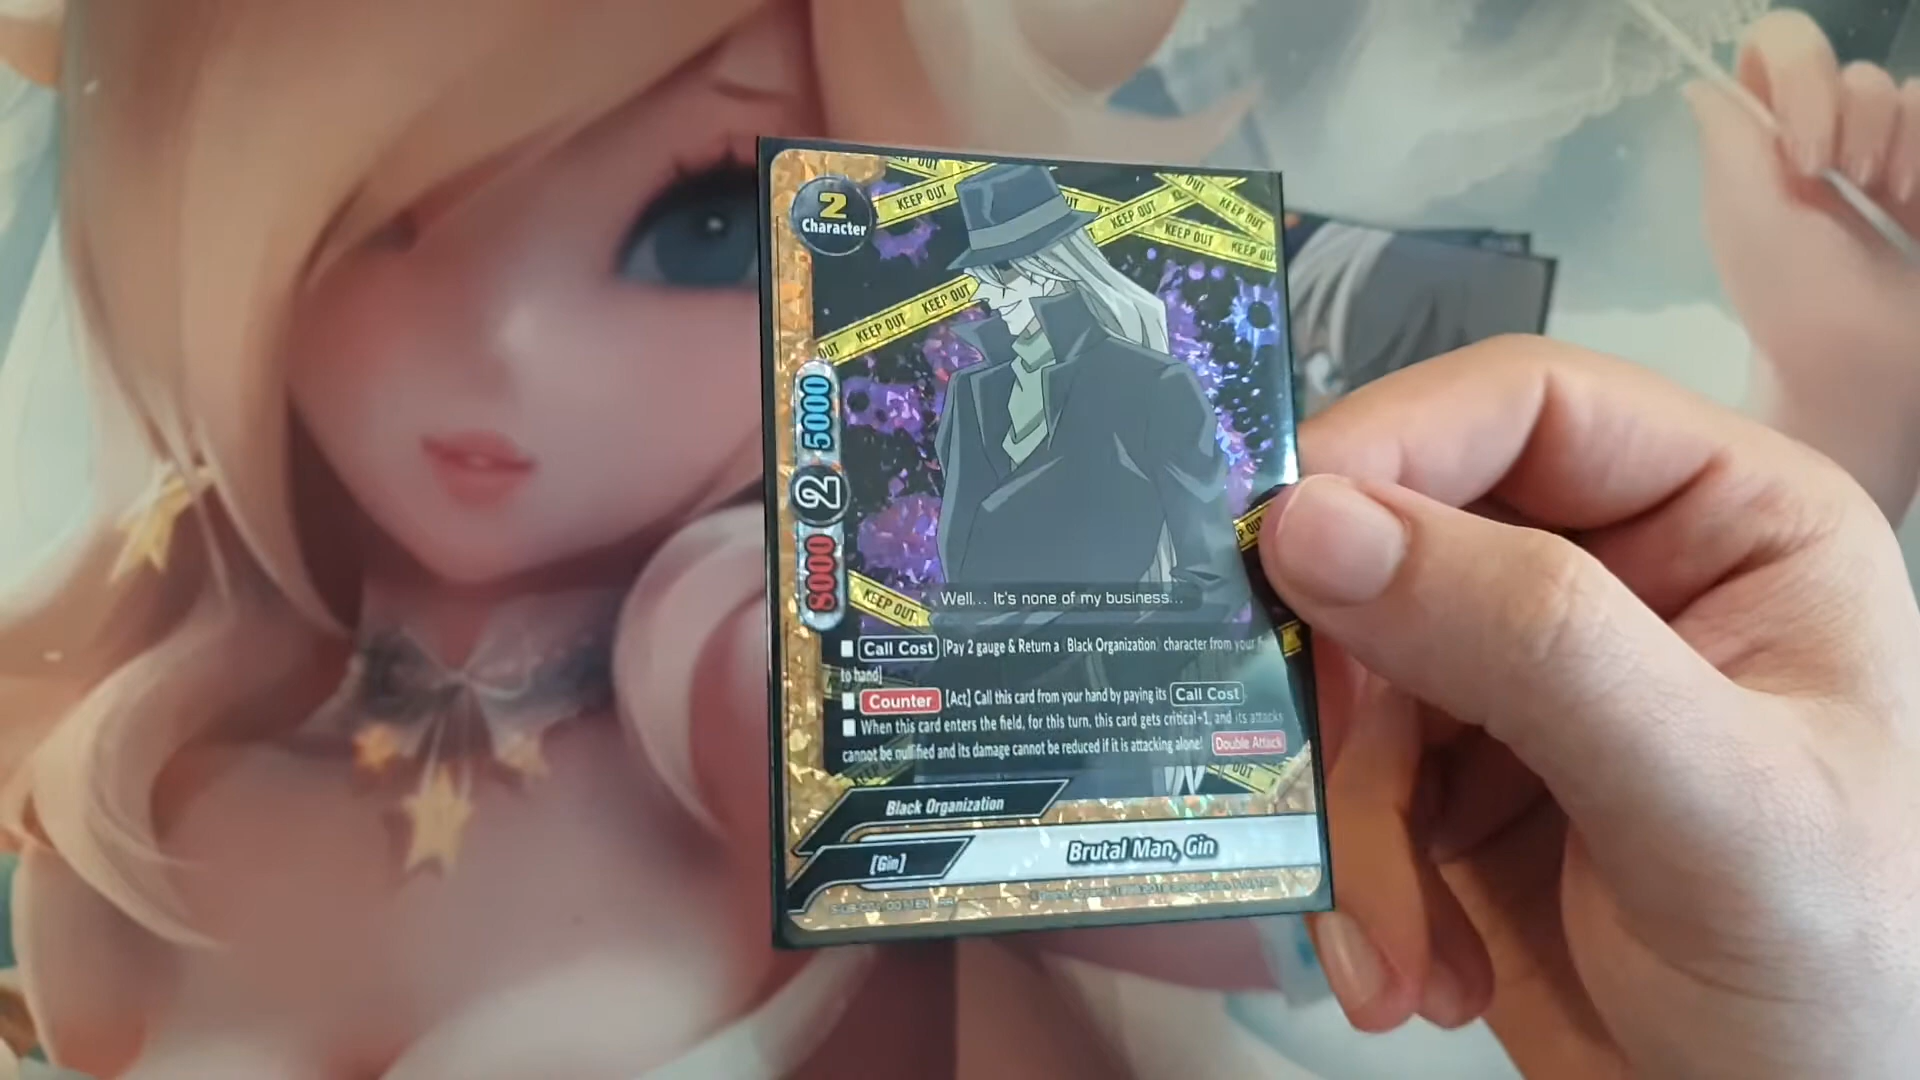 2
Character
KEEP OUT
KEEP OUT
KEEP OUT
KEEP OUT
KEEP OUT
KEEP OUT
KEEP OUT
OUT
5000
2
8000
KEEP OUT
Well... It's none of my business...
Call Cost [Pay 2 gauge & Return a 《Black Organization》 character from your
to hand]
Counter [Act] Call this card from your hand by paying its Call Cost
When this card enters the field, for this turn, this card gets critical+1, and its attacks
cannot be nullified and its damage cannot be reduced if it is attacking alone! Double Attack
OUT
Black Organization
[Gin]
Brutal Man, Gin